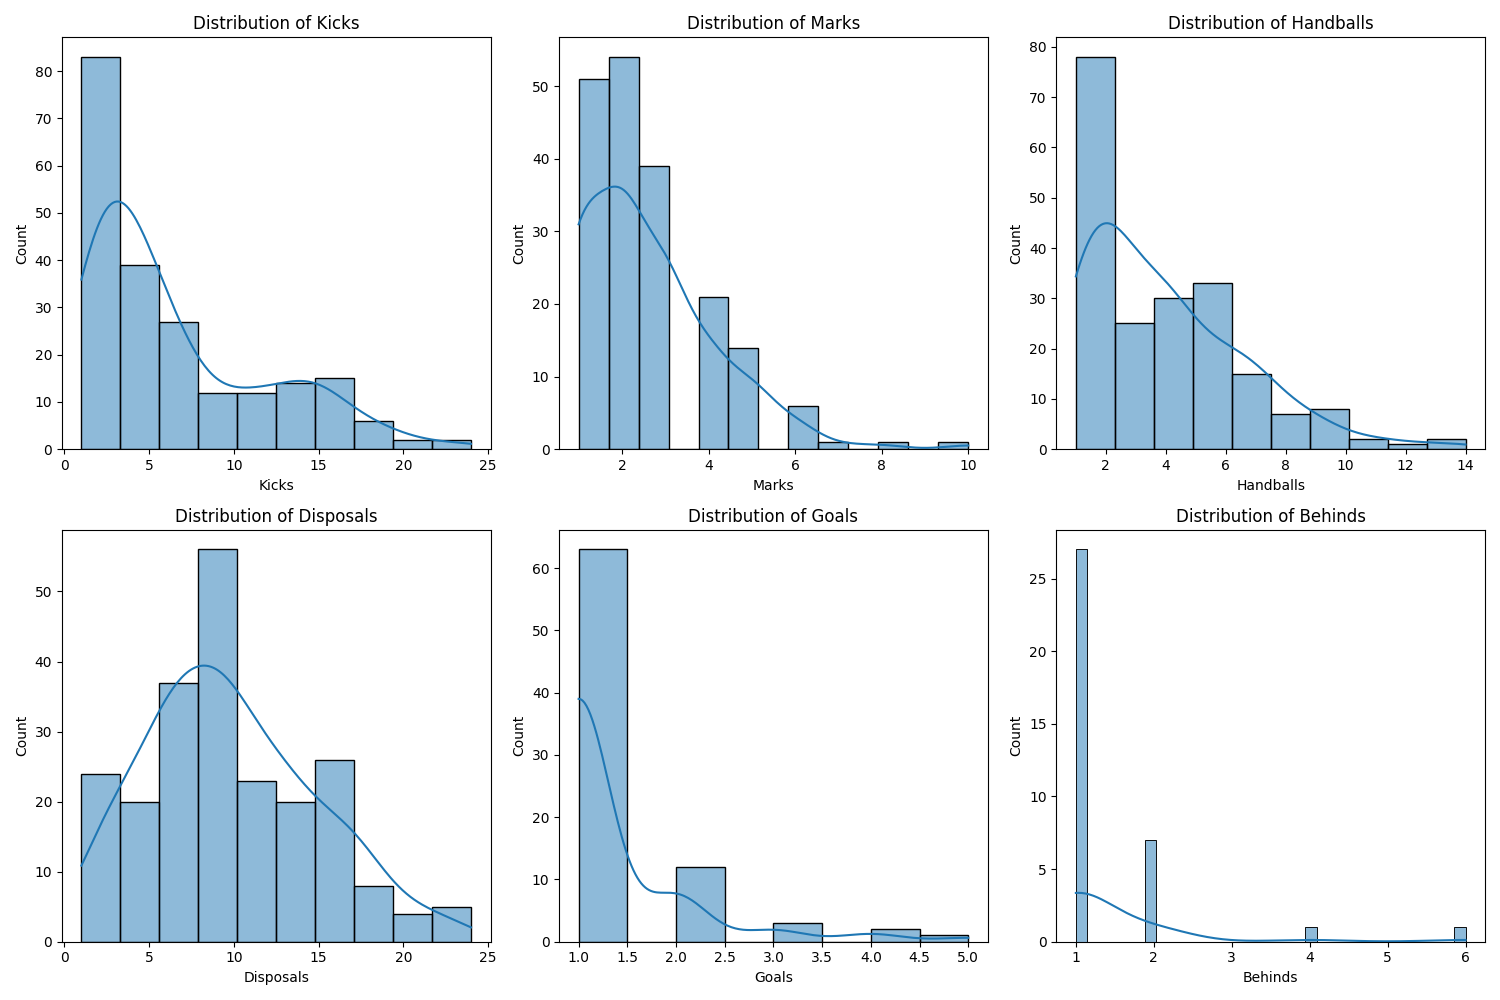 Distribution of Kicks
Distribution of Marks
Distribution of Handballs
80
70
60
50
40
30
20
10
0
Count
0 5 10 15 20 25
Kicks
50
40
30
20
10
0
Count
2 4 6 8 10
Marks
80
70
60
50
40
30
20
10
0
Count
2 4 6 8 10 12 14
Handballs
Distribution of Disposals
Distribution of Goals
Distribution of Behinds
50
40
30
20
10
0
Count
0 5 10 15 20 25
Disposals
60
50
40
30
20
10
0
Count
1.0 1.5 2.0 2.5 3.0 3.5 4.0 4.5 5.0
Goals
25
20
15
10
5
0
Count
1 2 3 4 5 6
Behinds